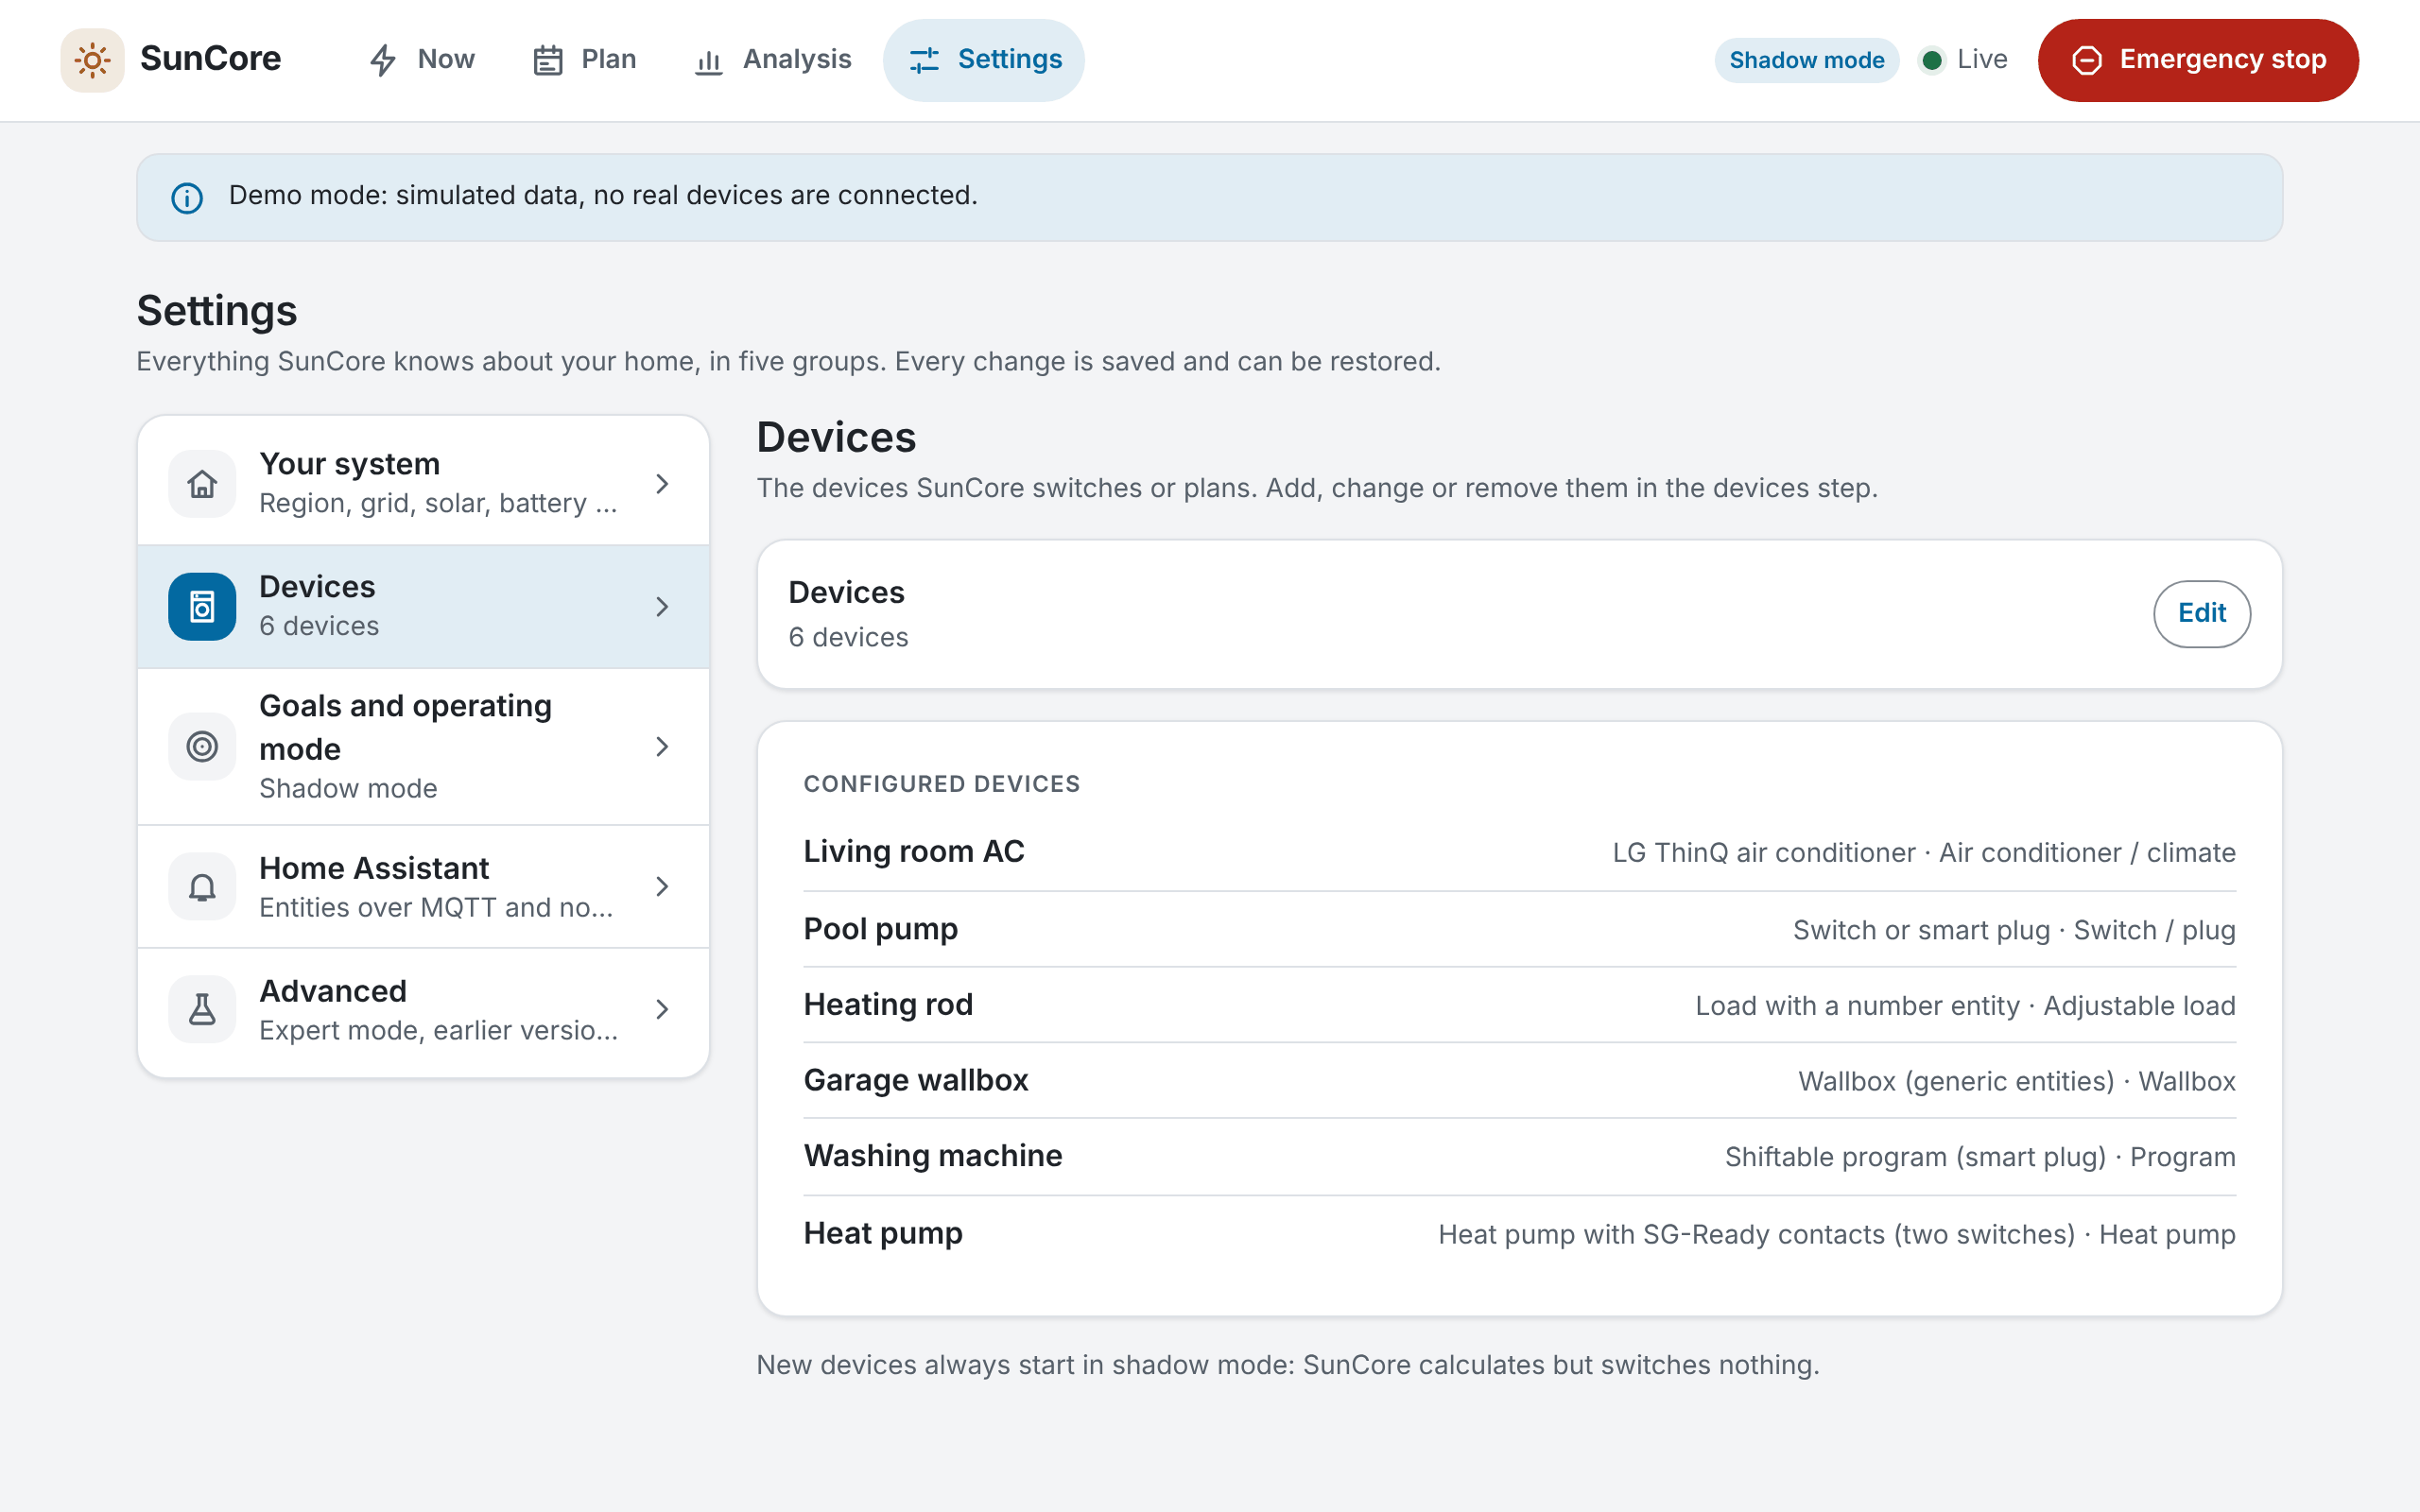 SunCore
Now
Plan
Analysis
Settings
Shadow mode
Live
Emergency stop
Demo mode: simulated data, no real devices are connected.
Settings
Everything SunCore knows about your home, in five groups. Every change is saved and can be restored.
Your system
Region, grid, solar, battery ...
Devices
6 devices
Goals and operating
mode
Shadow mode
Home Assistant
Entities over MQTT and no...
Advanced
Expert mode, earlier versio...
Devices
The devices SunCore switches or plans. Add, change or remove them in the devices step.
Devices
6 devices
Edit
CONFIGURED DEVICES
Living room AC
LG ThinQ air conditioner · Air conditioner / climate
Pool pump
Switch or smart plug · Switch / plug
Heating rod
Load with a number entity · Adjustable load
Garage wallbox
Wallbox (generic entities) · Wallbox
Washing machine
Shiftable program (smart plug) · Program
Heat pump
Heat pump with SG-Ready contacts (two switches) · Heat pump
New devices always start in shadow mode: SunCore calculates but switches nothing.